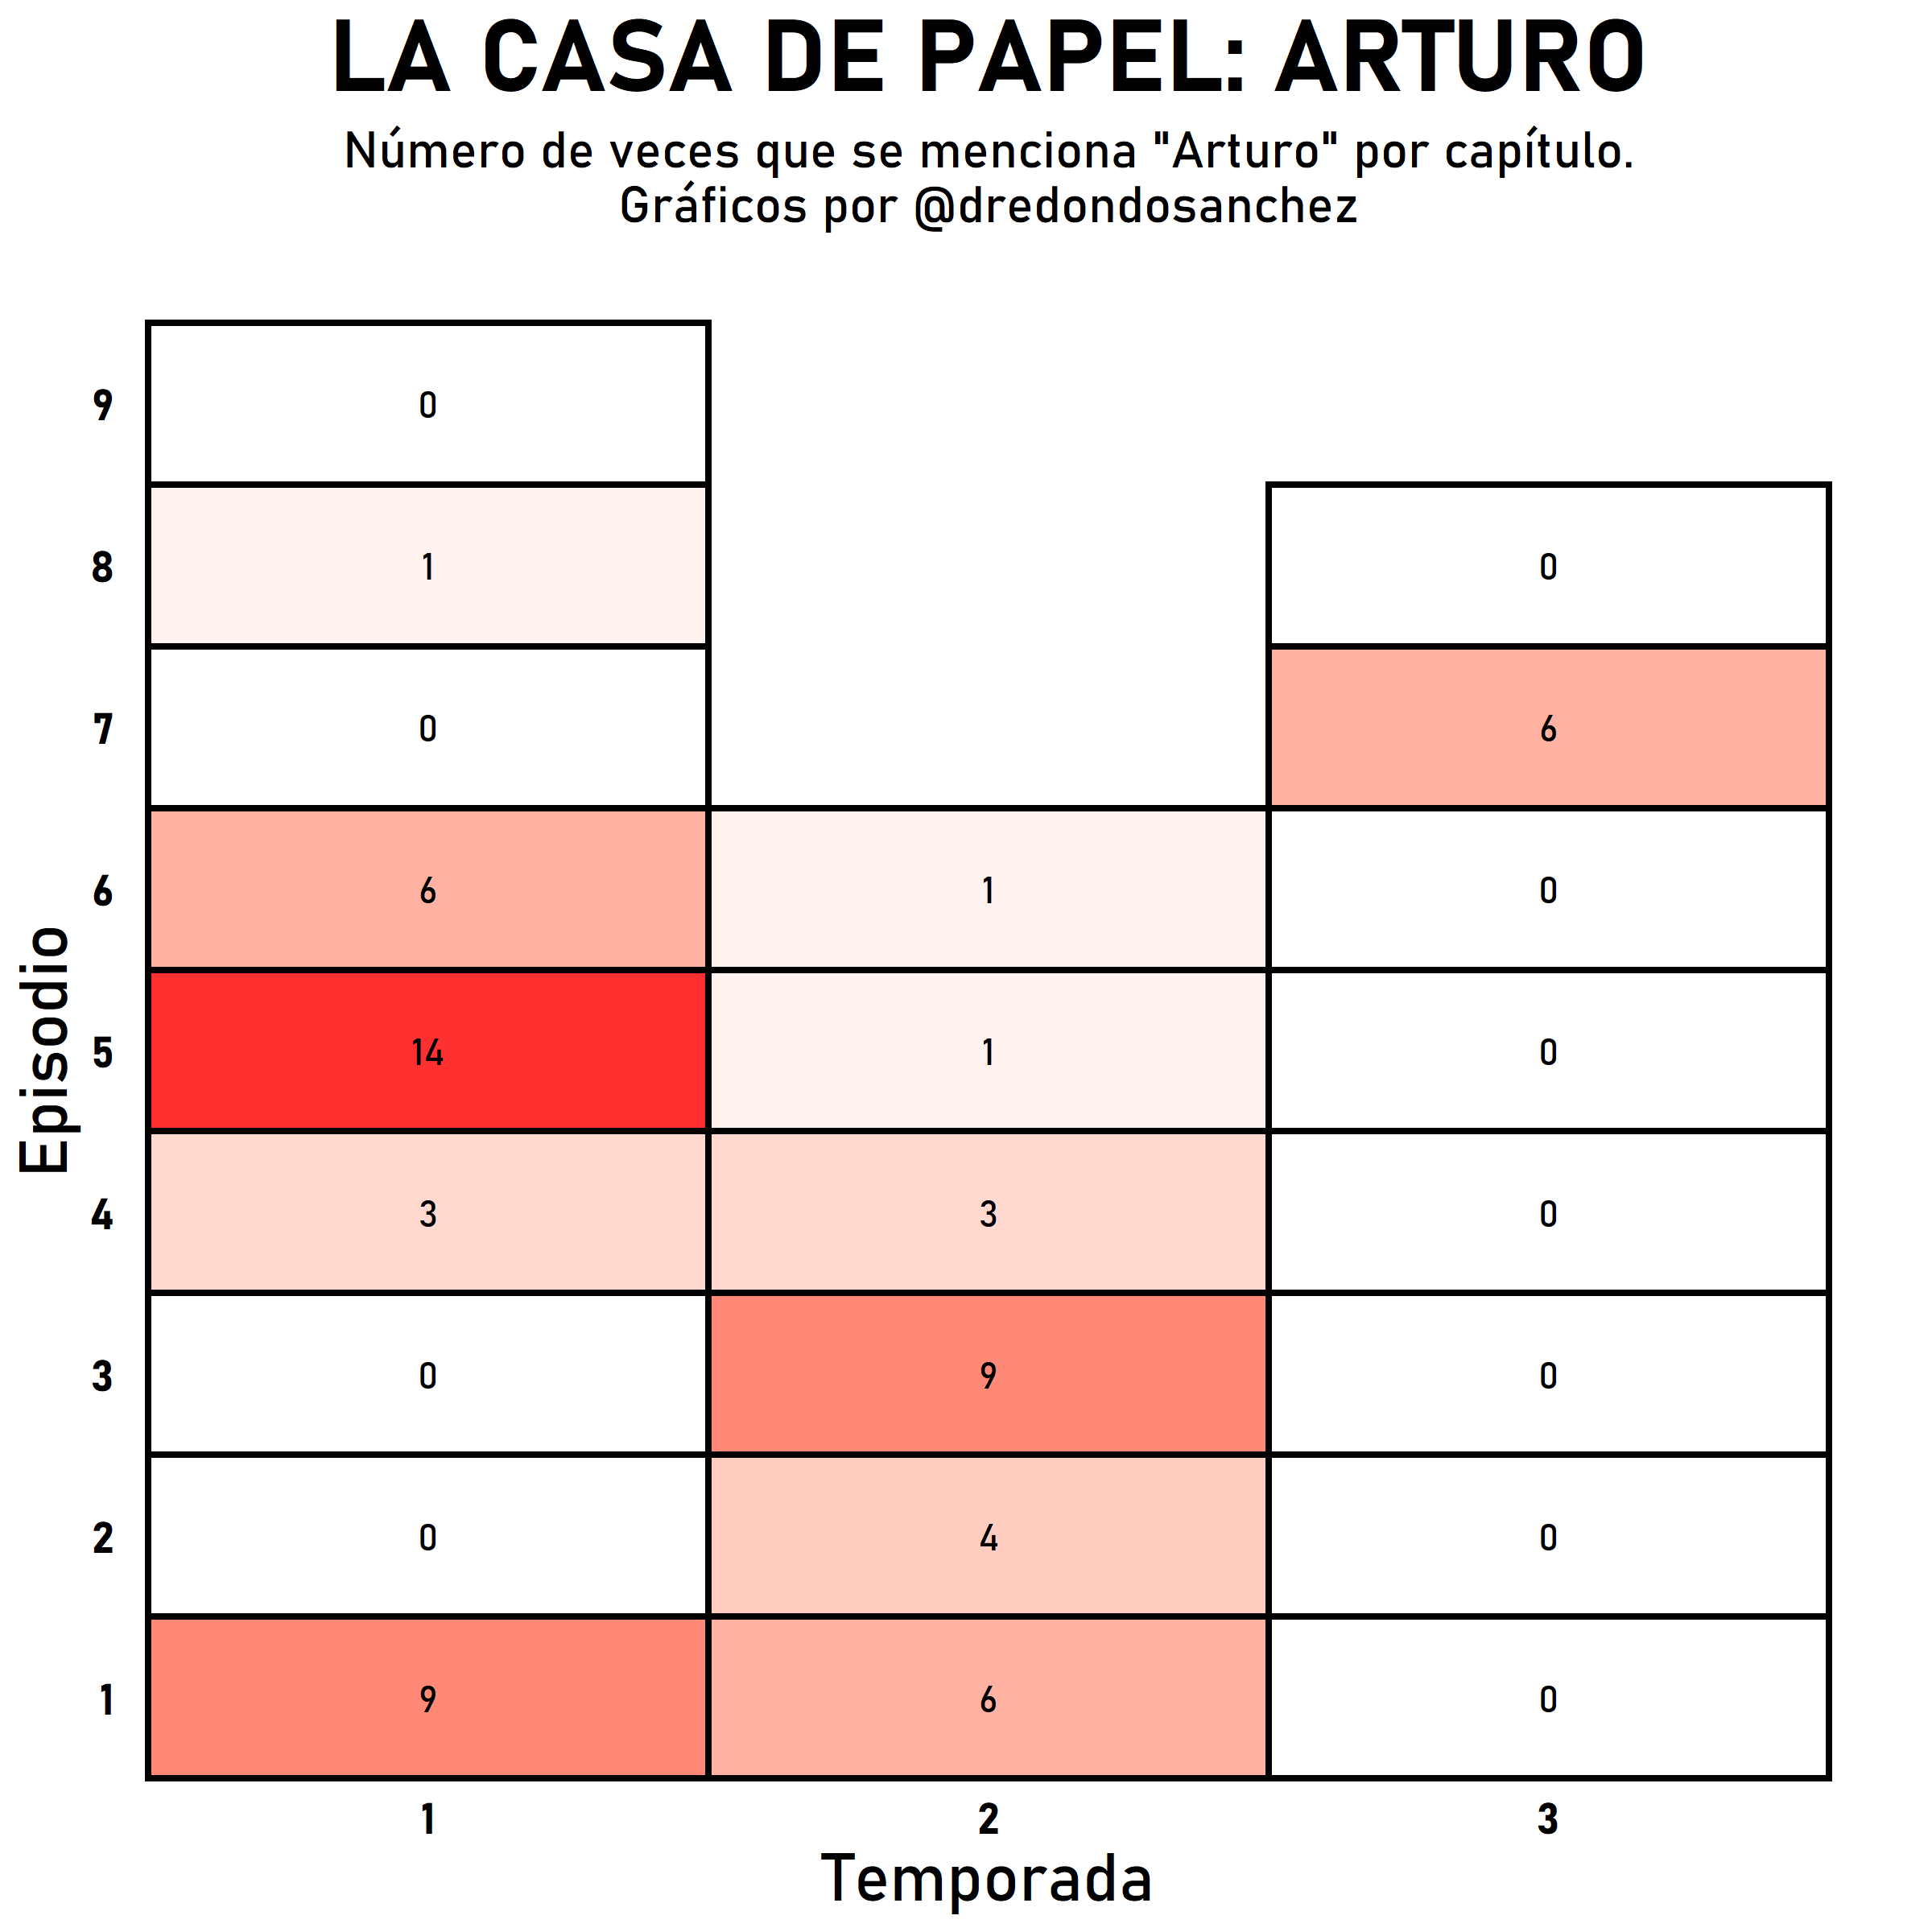 LA CASA DE PAPEL: ARTURO
Número de veces que se menciona "Arturo" por capítulo.
Gráficos por @dredondosanchez
9 0
8 1 0
7 0 6
6 6 1 0
5 14 1 0
4 3 3 0
3 0 9 0
2 0 4 0
1 9 6 0
Episodio
1 2 3
Temporada